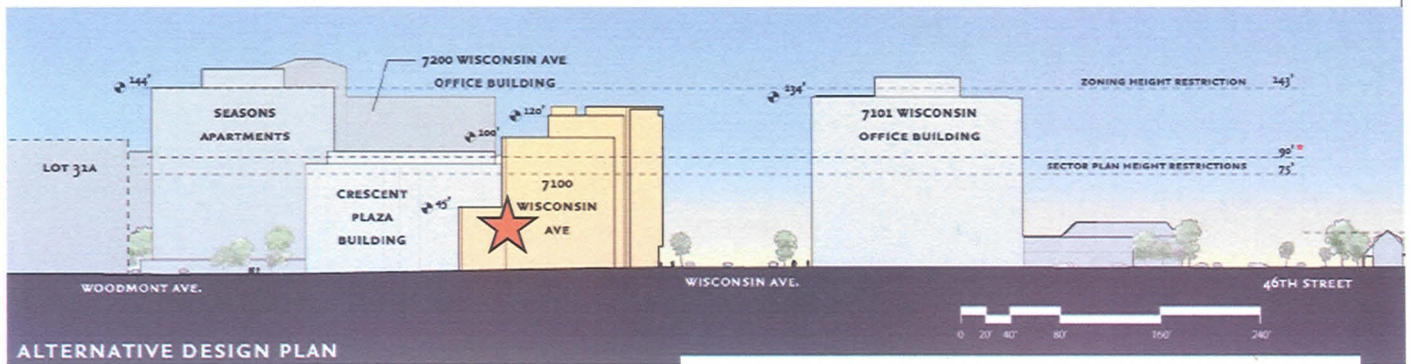 7200 WISCONSIN AVE
OFFICE BUILDING
144'
134'
ZONING HEIGHT RESTRICTION 143'
SEASONS
APARTMENTS
120'
7101 WISCONSIN
OFFICE BUILDING
100'
90'*
SECTOR PLAN HEIGHT RESTRICTIONS 75'
LOT 31A
CRESCENT
PLAZA
BUILDING
45'
7100
WISCONSIN
AVE
WOODMONT AVE.
WISCONSIN AVE.
46TH STREET
0 20' 40' 80' 160' 240'
ALTERNATIVE DESIGN PLAN